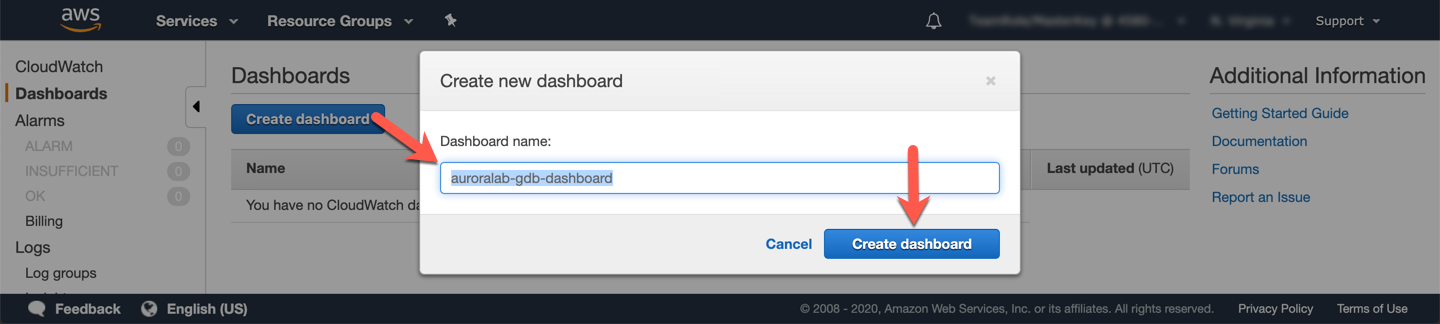 aws Services Resource Groups Support
CloudWatch
Dashboards
Alarms
ALARM 0
INSUFFICIENT 0
OK 0
Billing
Logs
Log groups
Dashboards
Create dashboard
Name
Last updated (UTC)
You have no CloudWatch da
Create new dashboard
×
Dashboard name:
auroralab-gdb-dashboard
Cancel Create dashboard
Additional Information
Getting Started Guide
Documentation
Forums
Report an Issue
Feedback English (US) © 2008 - 2020, Amazon Web Services, Inc. or its affiliates. All rights reserved. Privacy Policy Terms of Use